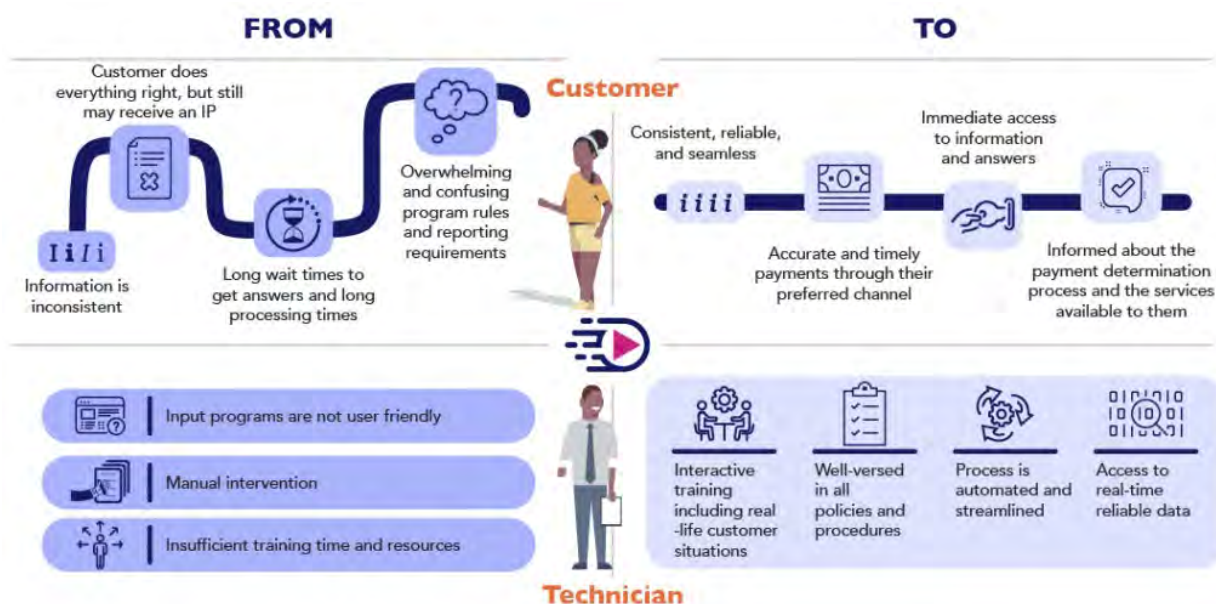 FROM
TO
Customer does
everything right, but still
may receive an IP
Information is
inconsistent
Long wait times to
get answers and long
processing times
Overwhelming
and confusing
program rules
and reporting
requirements
Customer
Consistent, reliable,
and seamless
Accurate and timely
payments through their
preferred channel
Immediate access
to information
and answers
Informed about the
payment determination
process and the services
available to them
I i I i
i i i i
Input programs are not user friendly
Manual intervention
Insufficient training time and resources
Technician
Interactive
training
including real
-life customer
situations
Well-versed
in all
policies and
procedures
Process is
automated and
streamlined
Access to
real-time
reliable data